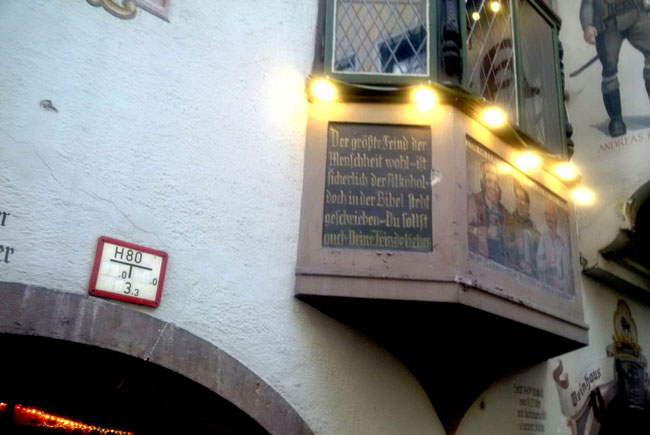 Der größte Feind der
Menschheit wohl-ist
sicherlich der Alkohol-
doch in der Bibel steht
geschrieben-Du sollst
auch Deine Feinde lieben
H80
.0 .0
3.3
ANDREAS
Weinhaus